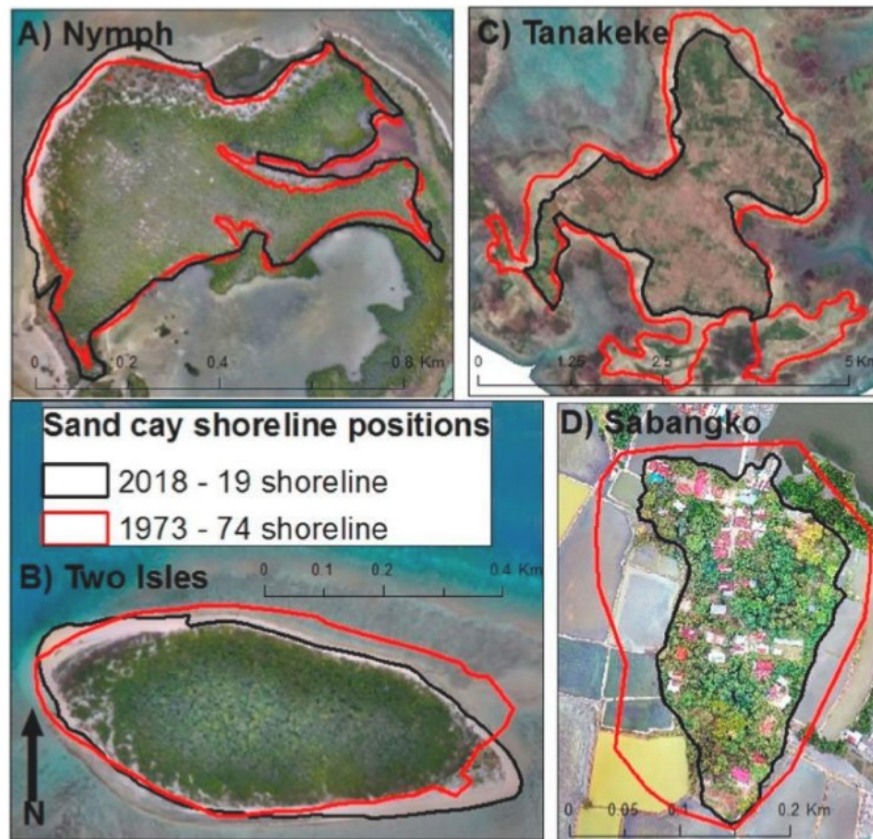 A) Nymph
0 0.2 0.4 0.8 Km
C) Tanakeke
0 1.25 2.5 5 Km
Sand cay shoreline positions
2018 - 19 shoreline
1973 - 74 shoreline
B) Two Isles
0 0.1 0.2 0.4 Km
N
D) Sabangko
0 0.05 0.1 0.2 Km